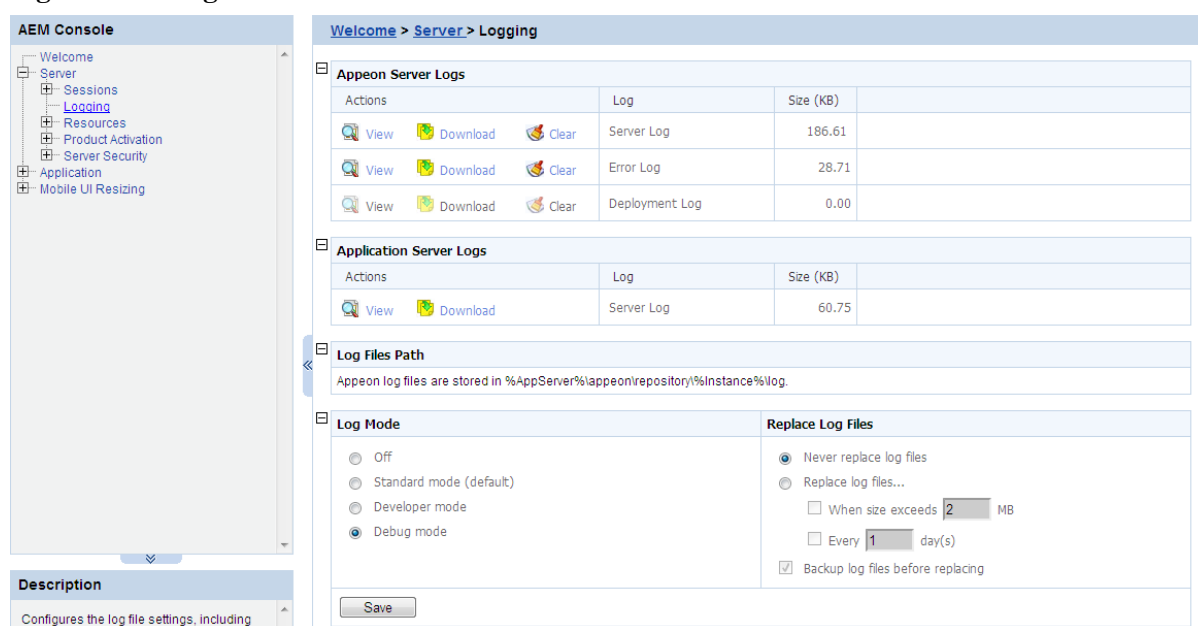 AEM Console
Welcome
Server
Sessions
Logging
Resources
Product Activation
Server Security
Application
Mobile UI Resizing
Description
Configures the log file settings, including
Welcome > Server > Logging
Appeon Server Logs
Actions Log Size (KB)
View Download Clear Server Log 186.61
View Download Clear Error Log 28.71
View Download Clear Deployment Log 0.00
Application Server Logs
Actions Log Size (KB)
View Download Server Log 60.75
Log Files Path
Appeon log files are stored in %AppServer%\appeon\repository\%Instance%\log.
Log Mode
Off
Standard mode (default)
Developer mode
Debug mode
Replace Log Files
Never replace log files
Replace log files...
When size exceeds 2 MB
Every 1 day(s)
Backup log files before replacing
Save